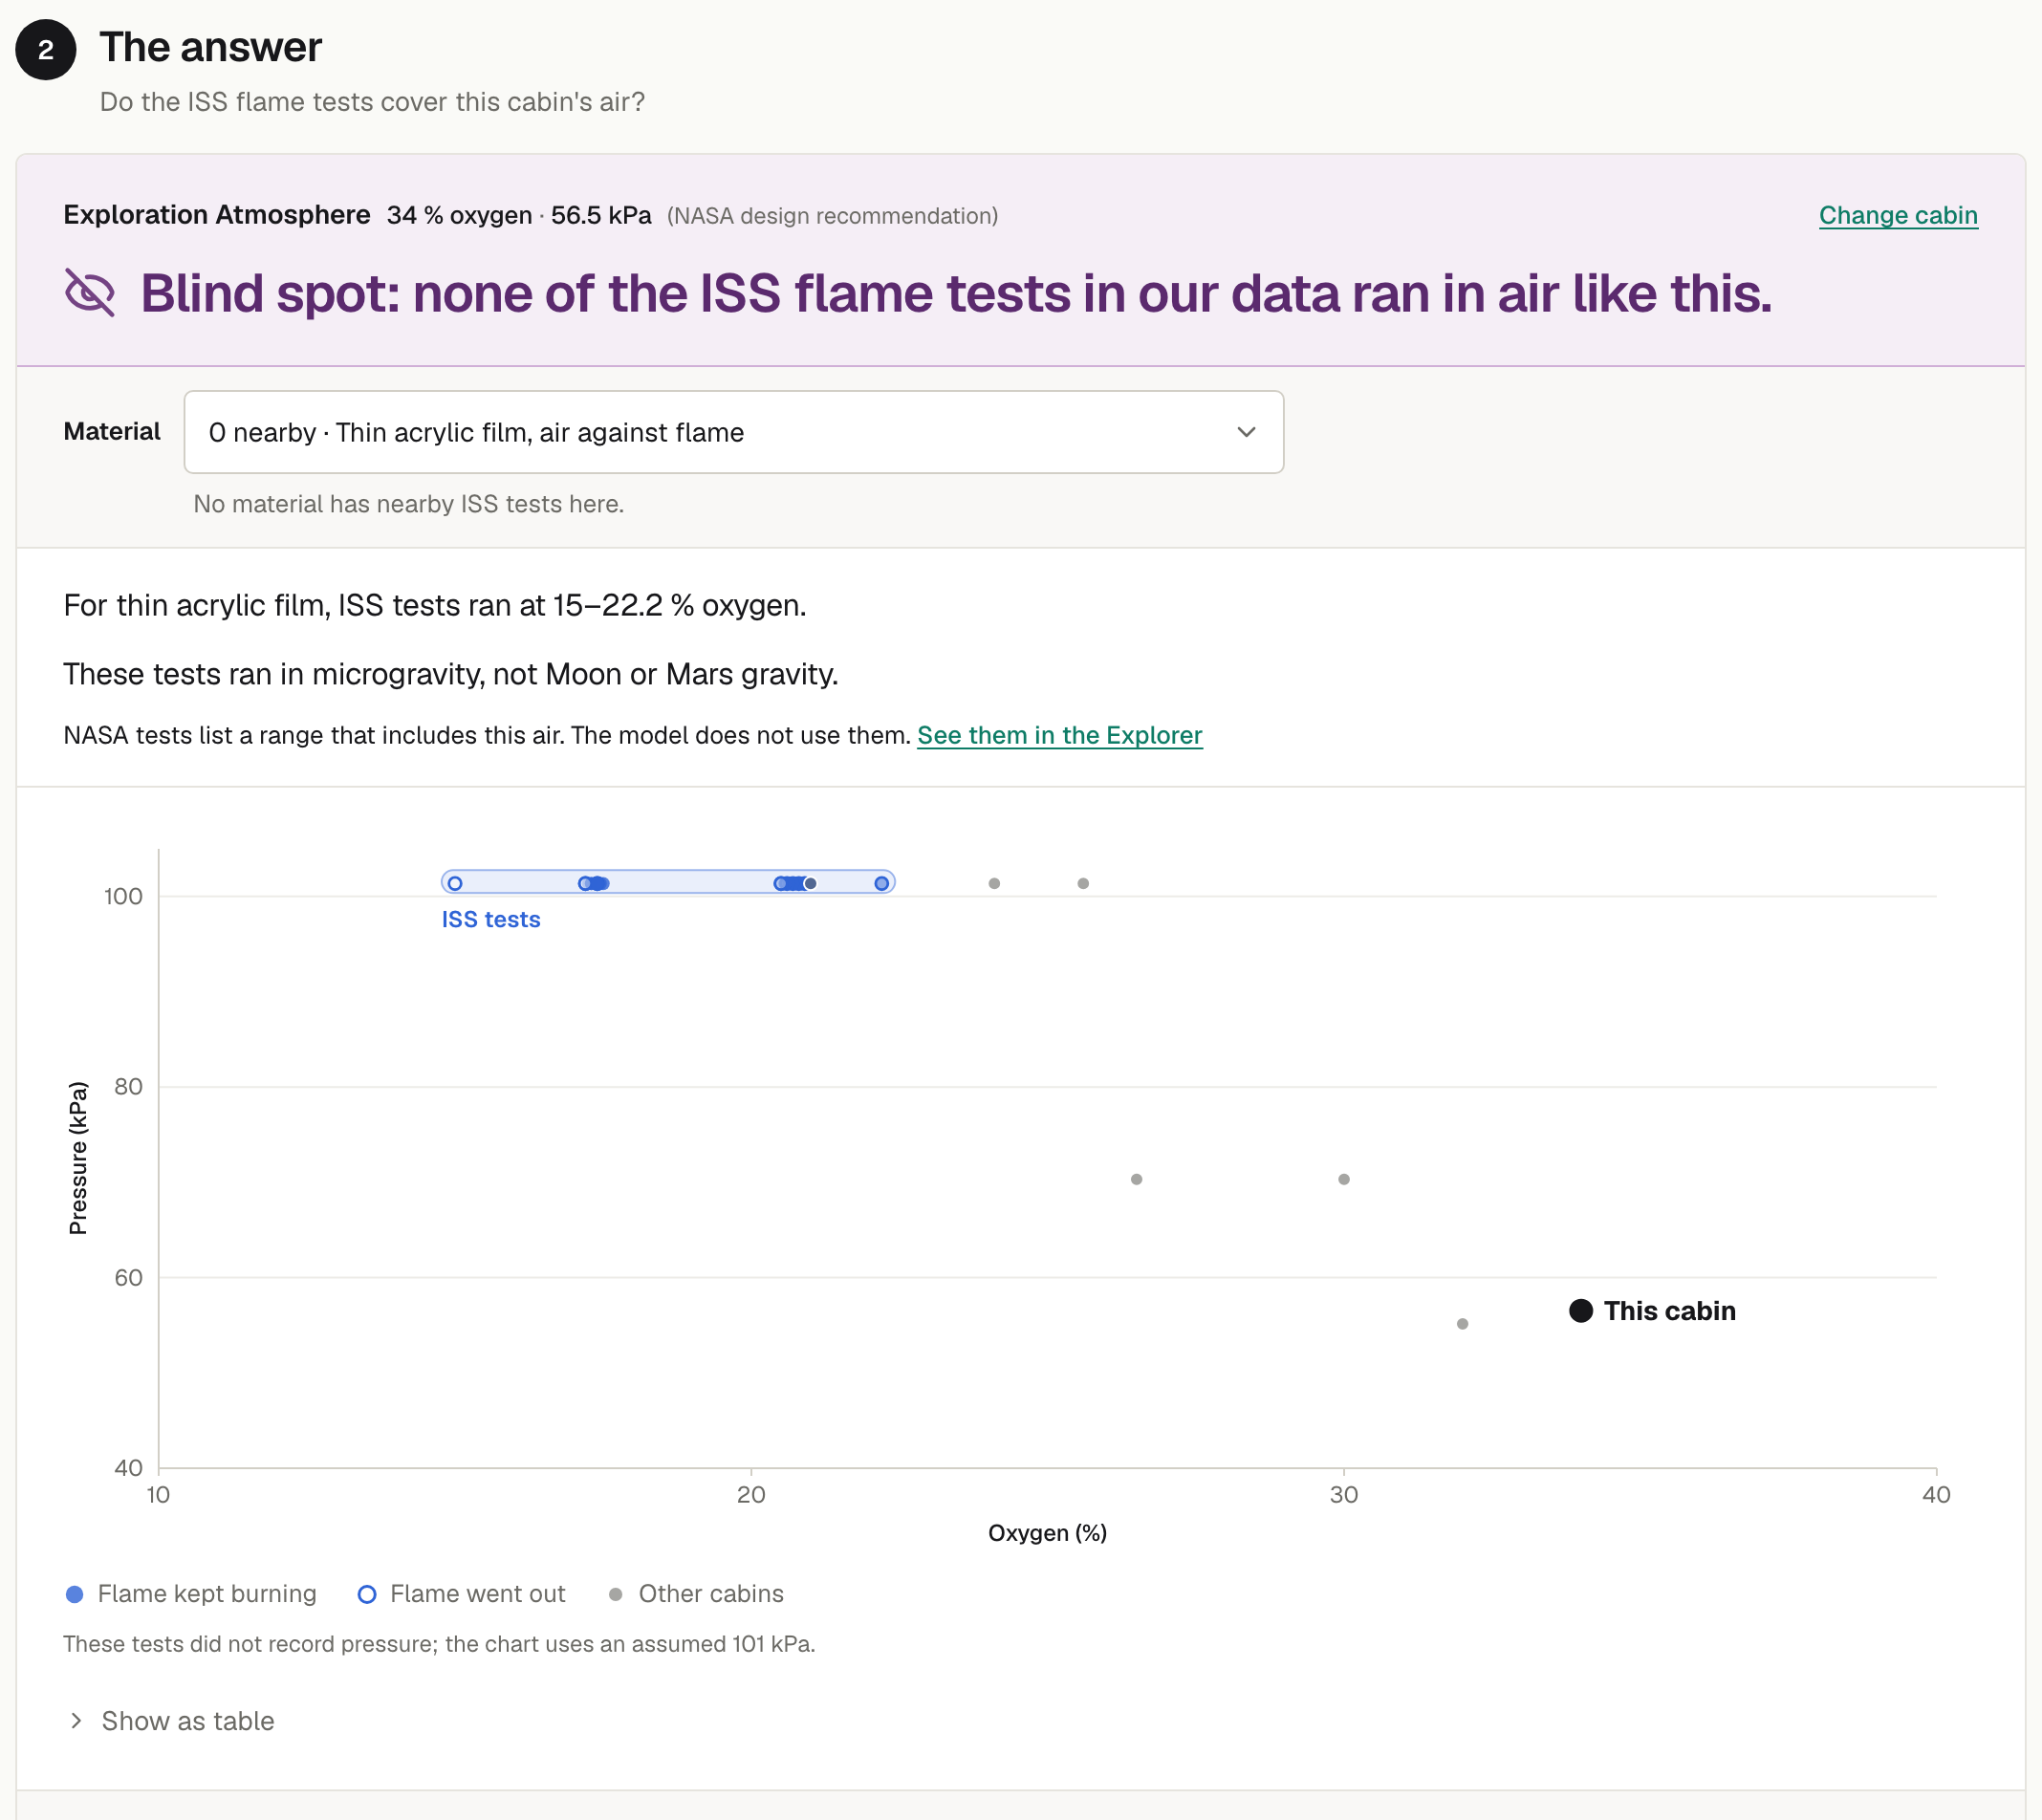 2
The answer
Do the ISS flame tests cover this cabin's air?
Exploration Atmosphere 34 % oxygen · 56.5 kPa (NASA design recommendation)
Change cabin
Blind spot: none of the ISS flame tests in our data ran in air like this.
Material
0 nearby · Thin acrylic film, air against flame
No material has nearby ISS tests here.
For thin acrylic film, ISS tests ran at 15–22.2 % oxygen.
These tests ran in microgravity, not Moon or Mars gravity.
NASA tests list a range that includes this air. The model does not use them. See them in the Explorer
100
ISS tests
80
Pressure (kPa)
60
This cabin
40
10
20
30
40
Oxygen (%)
Flame kept burning
Flame went out
Other cabins
These tests did not record pressure; the chart uses an assumed 101 kPa.
Show as table